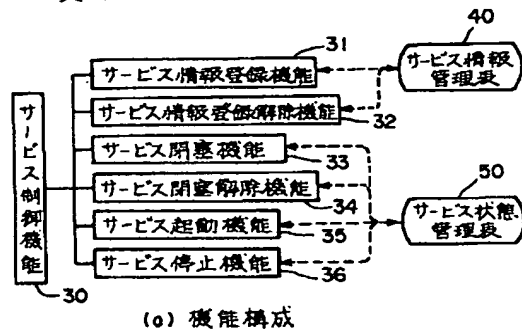 31
サービス情報登録機能
40
サービス情報
管理表
サービス情報登録解除機能
32
サービス閉塞機能
33
サービス閉塞解除機能
34
50
サービス状態
管理表
サービス起動機能
35
サービス停止機能
36
サービス制御機能
30
(a) 機能構成